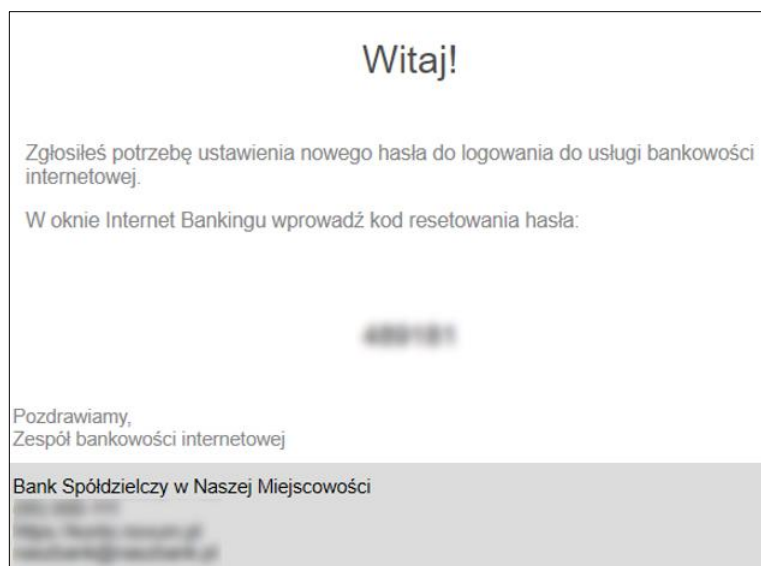 Witaj!
Zgłosiłeś potrzebę ustawienia nowego hasła do logowania do usługi bankowości
internetowej.
W oknie Internet Bankingu wprowadź kod resetowania hasła:
Pozdrawiamy,
Zespół bankowości internetowej
Bank Spółdzielczy w Naszej Miejscowości